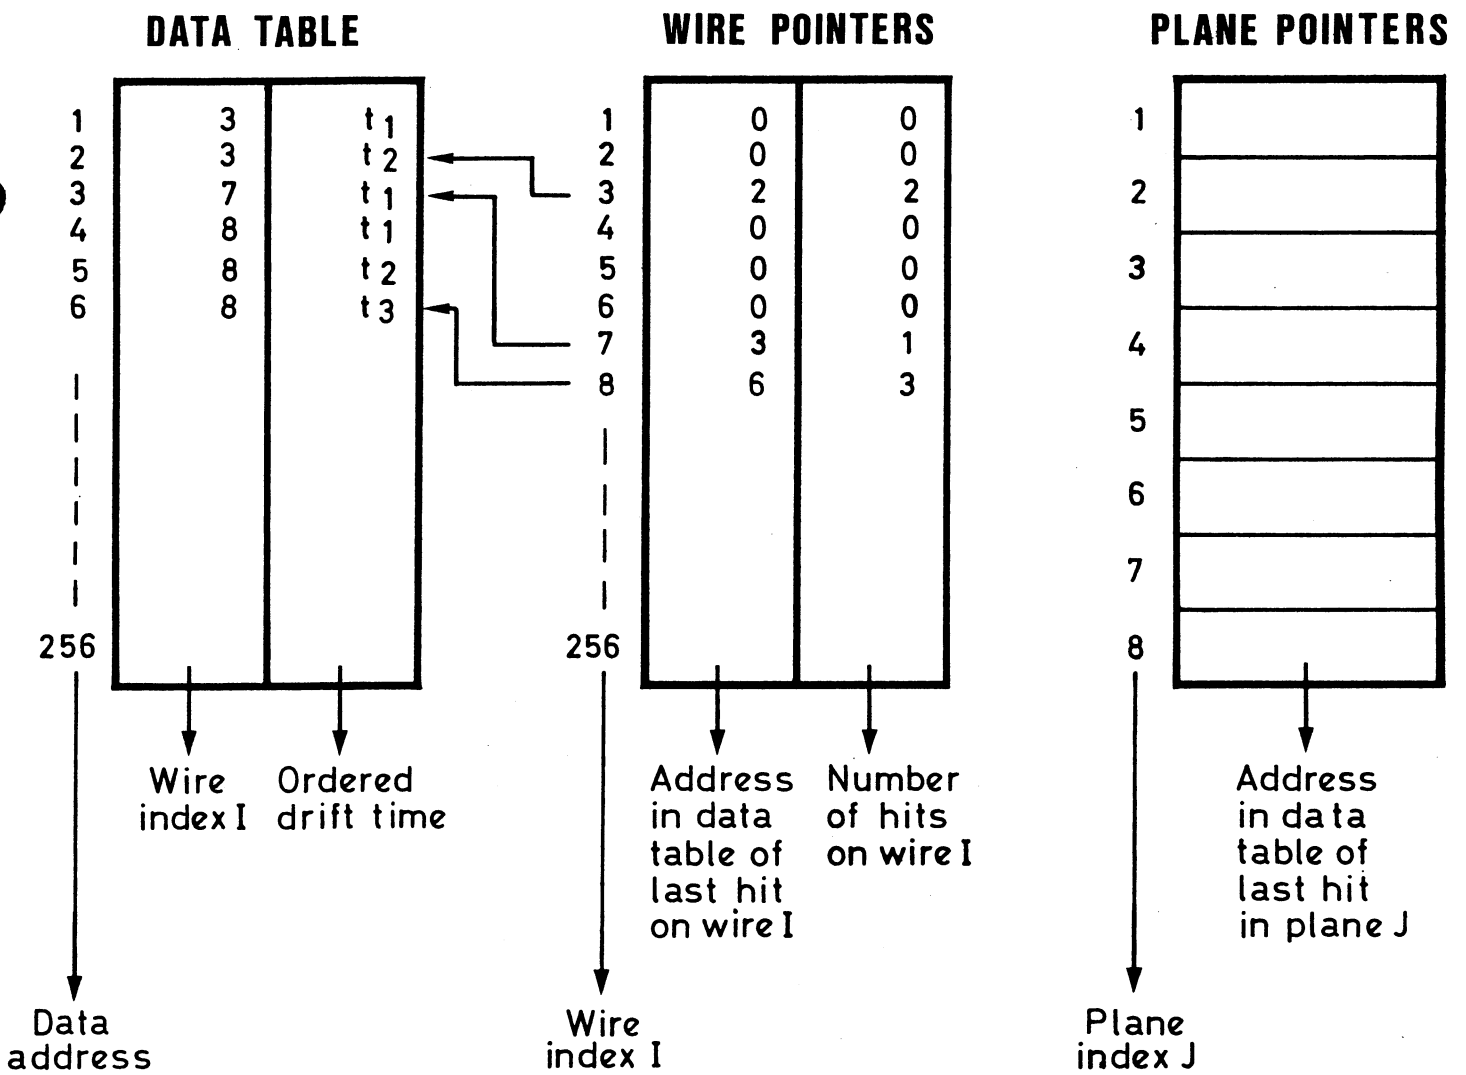 DATA TABLE WIRE POINTERS PLANE POINTERS
1 3 t1 1 0 0 1
2 3 t2 2 0 0
3 7 t1 3 2 2 2
4 8 t1 4 0 0
5 8 t2 5 0 0 3
6 8 t3 6 0 0
7 3 1 4
8 6 3
5
6
7
256 256 8
Wire Ordered Address Number Address
index I drift time in data of hits in data
table of on wire I table of
last hit last hit
on wire I in plane J
Data Wire Plane
address index I index J